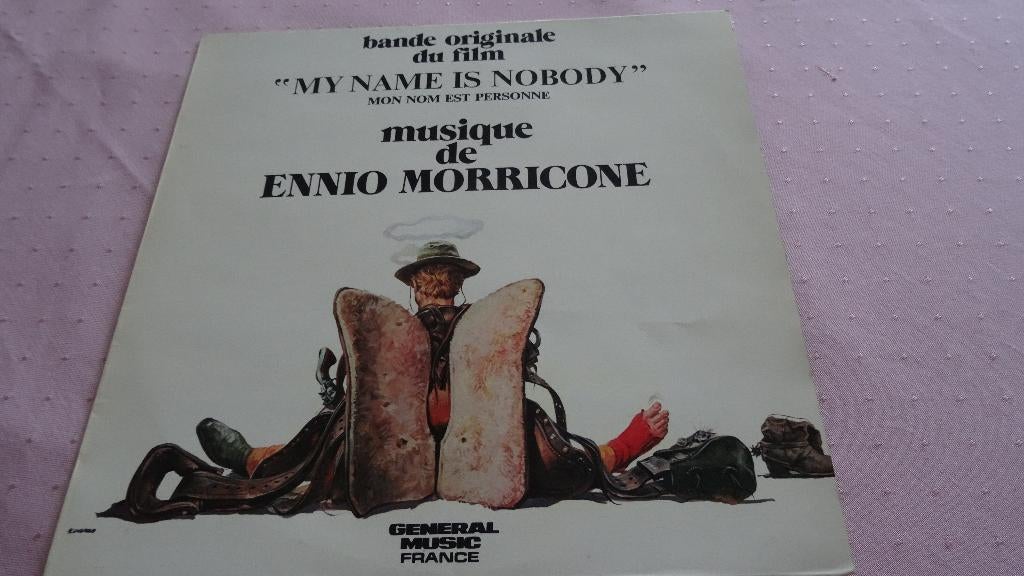 bande originale
du film
“MY NAME IS NOBODY”
MON NOM EST PERSONNE
musique
de
ENNIO MORRICONE
GENERAL
MUSIC
FRANCE